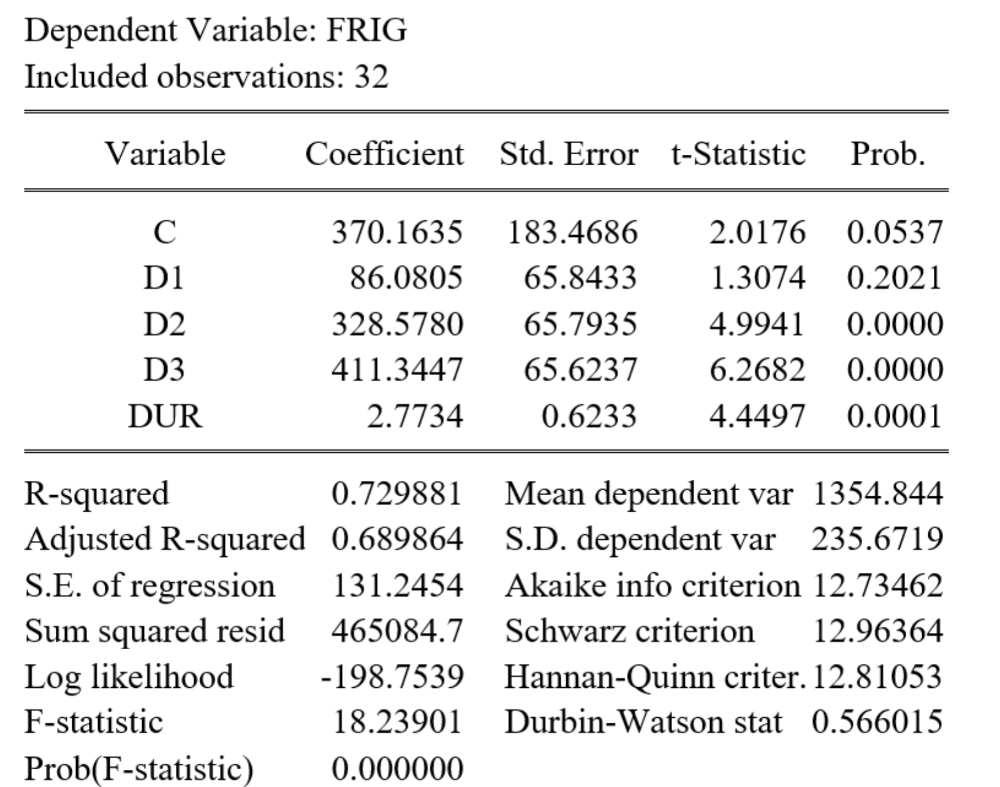 Dependent Variable: FRIG
Included observations: 32
Variable Coefficient Std. Error t-Statistic Prob.
C 370.1635 183.4686 2.0176 0.0537
D1 86.0805 65.8433 1.3074 0.2021
D2 328.5780 65.7935 4.9941 0.0000
D3 411.3447 65.6237 6.2682 0.0000
DUR 2.7734 0.6233 4.4497 0.0001
R-squared 0.729881 Mean dependent var 1354.844
Adjusted R-squared 0.689864 S.D. dependent var 235.6719
S.E. of regression 131.2454 Akaike info criterion 12.73462
Sum squared resid 465084.7 Schwarz criterion 12.96364
Log likelihood -198.7539 Hannan-Quinn criter. 12.81053
F-statistic 18.23901 Durbin-Watson stat 0.566015
Prob(F-statistic) 0.000000